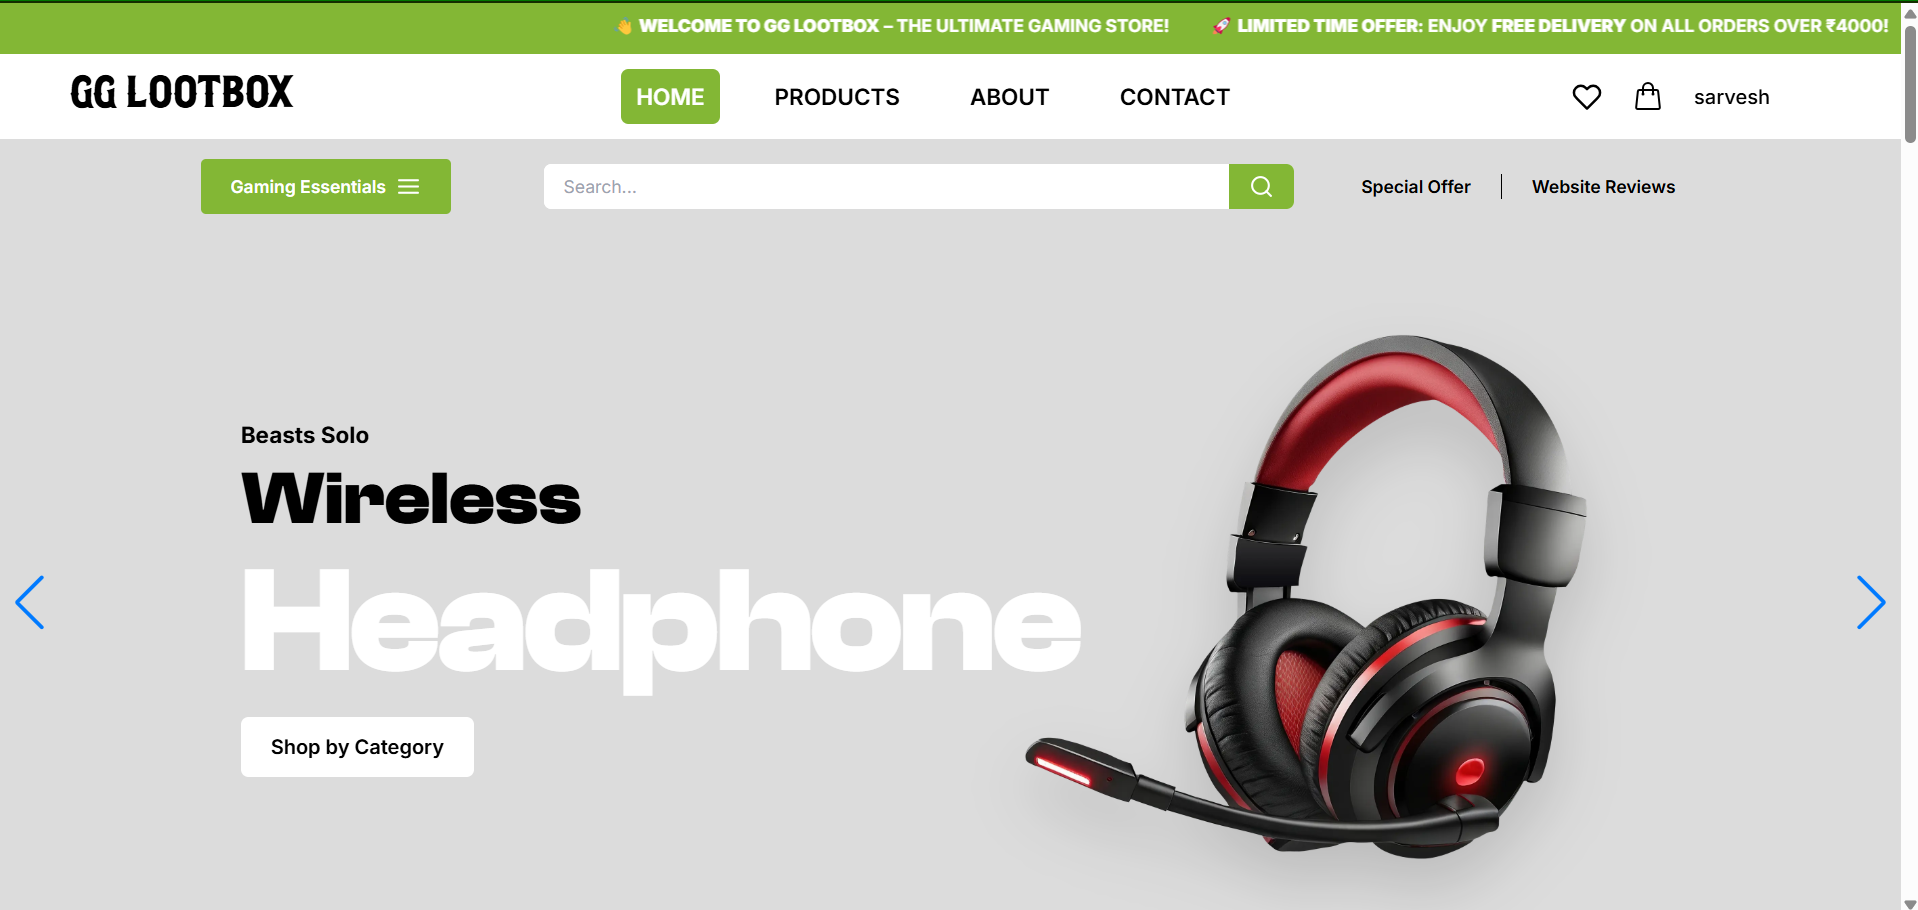 👋 WELCOME TO GG LOOTBOX – THE ULTIMATE GAMING STORE! 🚀 LIMITED TIME OFFER: ENJOY FREE DELIVERY ON ALL ORDERS OVER ₹4000!
GG LOOTBOX HOME PRODUCTS ABOUT CONTACT sarvesh
Gaming Essentials Search... Special Offer Website Reviews
Beasts Solo
Wireless
Headphone
Shop by Category